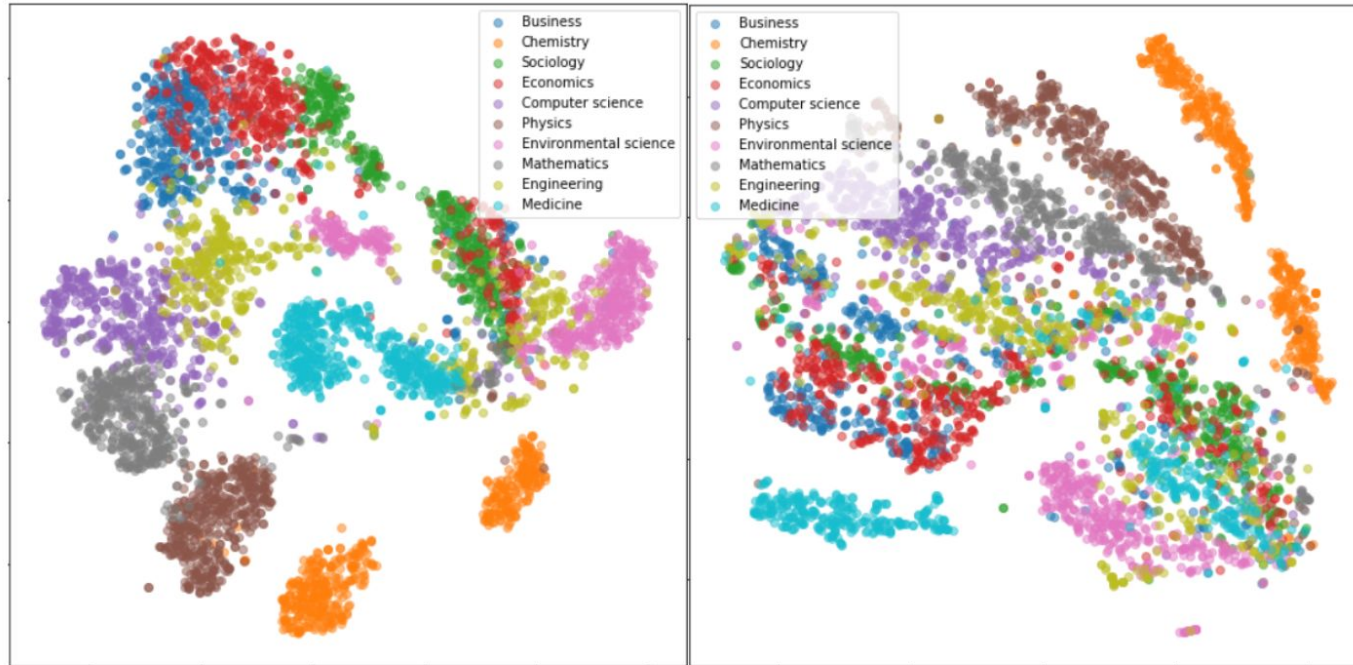 Business
Chemistry
Sociology
Economics
Computer science
Physics
Environmental science
Mathematics
Engineering
Medicine
Business
Chemistry
Sociology
Economics
Computer science
Physics
Environmental science
Mathematics
Engineering
Medicine